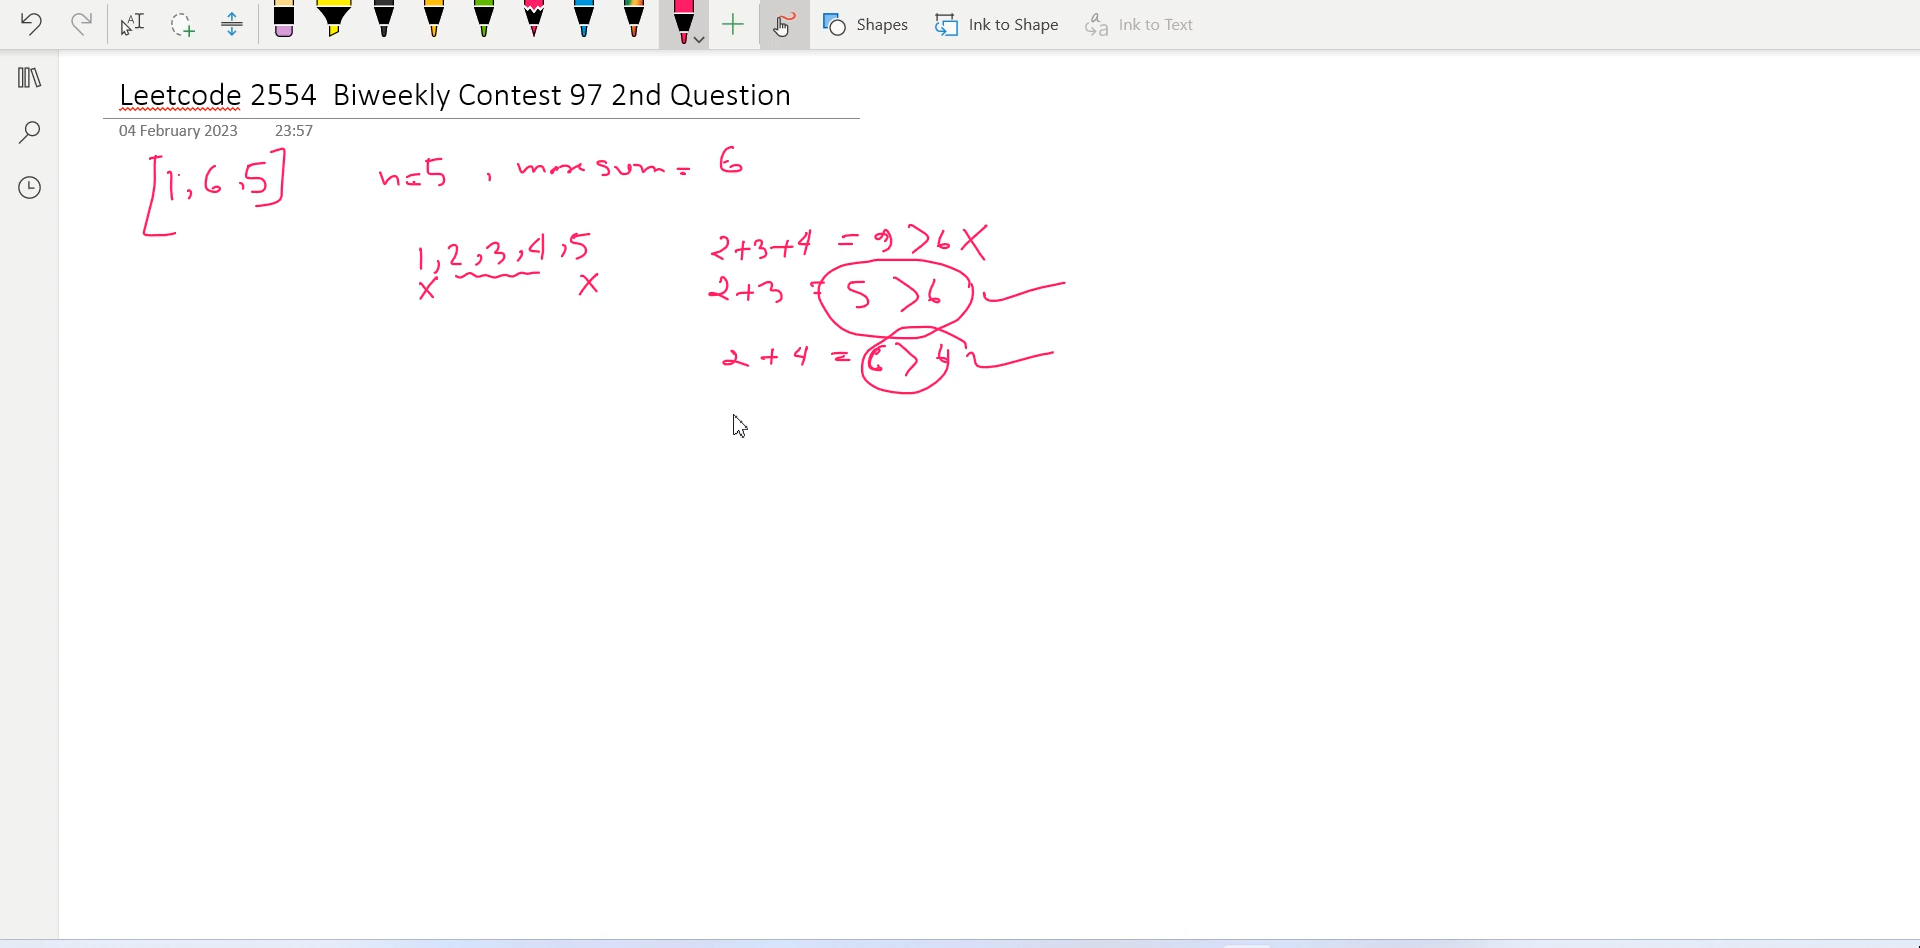 Shapes
Ink to Shape
Ink to Text
Leetcode 2554 Biweekly Contest 97 2nd Question
04 February 2023 23:57
[1, 6, 5] n=5 , max sum = 6
1, 2, 3, 4, 5 2+3+4 = 9 > 6 X
X X 2+3 = 5 > 6
2 + 4 = 6 > 4